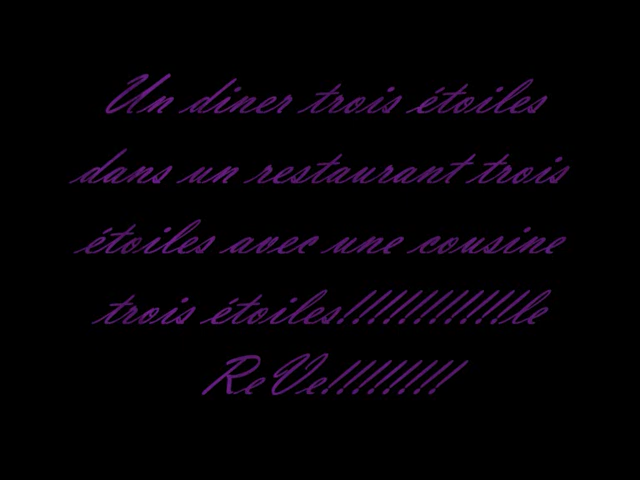 Un diner trois étoiles
dans un restaurant trois
étoiles avec une cousine
trois étoiles!!!!!!!!!!!!le
ReVe!!!!!!!!!